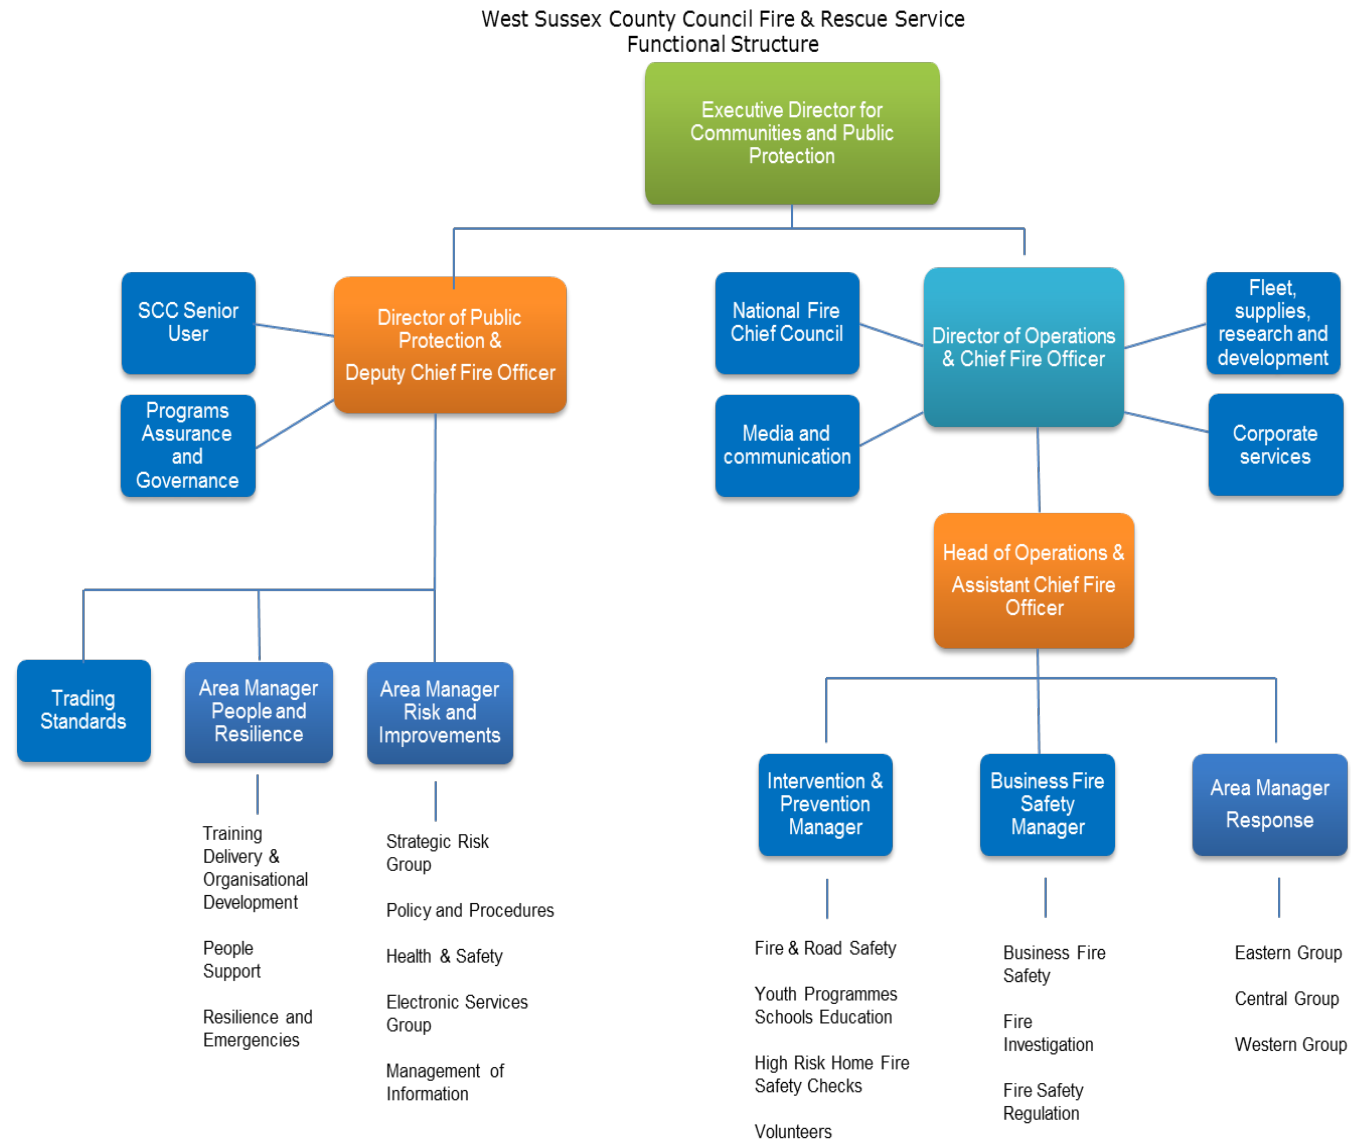 West Sussex County Council Fire & Rescue Service
Functional Structure
Executive Director for
Communities and Public
Protection
SCC Senior
User
Programs
Assurance
and
Governance
Director of Public
Protection &
Deputy Chief Fire Officer
National Fire
Chief Council
Media and
communication
Director of Operations
& Chief Fire Officer
Fleet,
supplies,
research and
development
Corporate
services
Head of Operations &
Assistant Chief Fire
Officer
Trading
Standards
Area Manager
People and
Resilience
Area Manager
Risk and
Improvements
Training
Delivery &
Organisational
Development
People
Support
Resilience and
Emergencies
Strategic Risk
Group
Policy and Procedures
Health & Safety
Electronic Services
Group
Management of
Information
Intervention &
Prevention
Manager
Business Fire
Safety
Manager
Area Manager
Response
Fire & Road Safety
Youth Programmes
Schools Education
High Risk Home Fire
Safety Checks
Volunteers
Business Fire
Safety
Fire
Investigation
Fire Safety
Regulation
Eastern Group
Central Group
Western Group